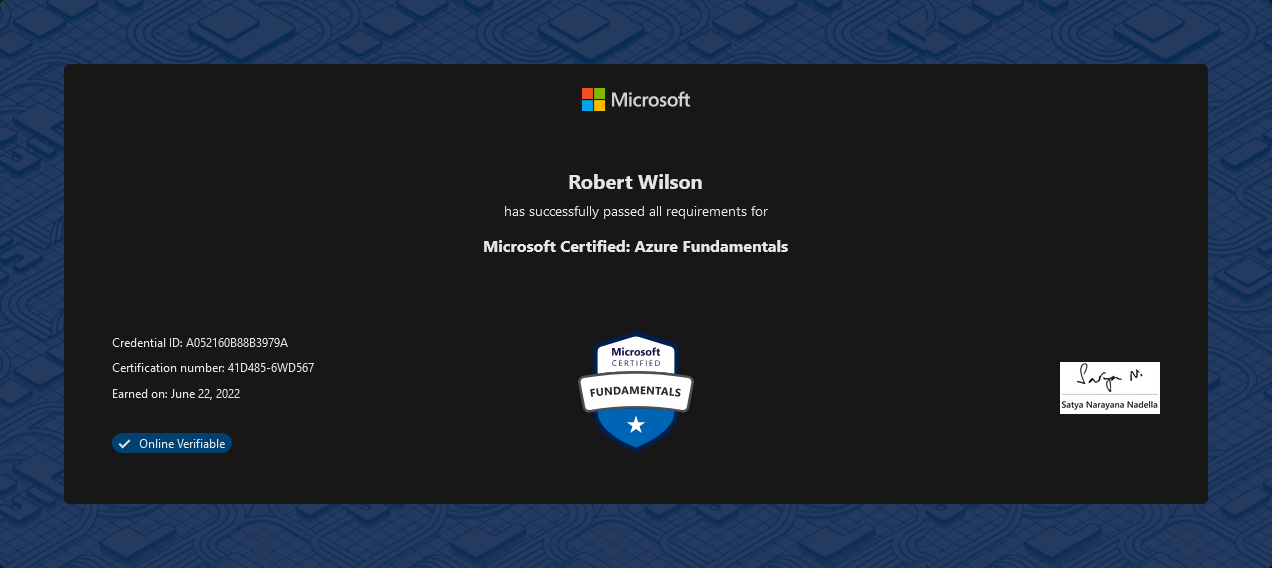 Microsoft
Robert Wilson
has successfully passed all requirements for
Microsoft Certified: Azure Fundamentals
Credential ID: A052160B88B3979A
Certification number: 41D485-6WD567
Earned on: June 22, 2022
Online Verifiable
Microsoft
CERTIFIED
FUNDAMENTALS
Satya N.
Satya Narayana Nadella